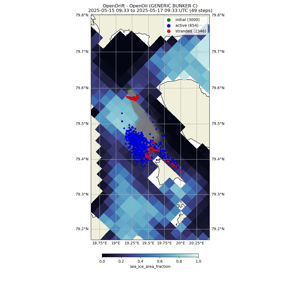 OpenDrift - OpenOil (GENERIC BUNKER C)
2025-05-15 09:33 to 2025-05-17 09:33 UTC (49 steps)
initial (3000)
active (654)
stranded (2346)
79.8°N
79.8°N
79.7°N
79.7°N
79.6°N
79.6°N
79.5°N
79.5°N
79.4°N
79.4°N
79.3°N
79.3°N
79.2°N
79.2°N
18.75°E
19°E
19.25°E
19.5°E
19.75°E
20°E
20.25°E
0.0
0.2
0.4
0.6
0.8
1.0
sea_ice_area_fraction